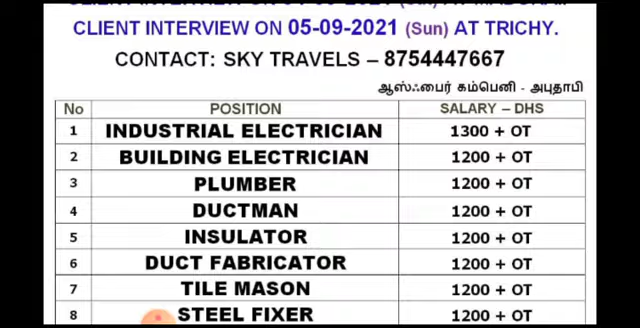 CLIENT INTERVIEW ON 05-09-2021 (Sun) AT TRICHY.
CONTACT: SKY TRAVELS – 8754447667
ஆஸ்ஃபைர் கம்பெனி - அபுதாபி
No POSITION SALARY – DHS
1 INDUSTRIAL ELECTRICIAN 1300 + OT
2 BUILDING ELECTRICIAN 1200 + OT
3 PLUMBER 1200 + OT
4 DUCTMAN 1200 + OT
5 INSULATOR 1200 + OT
6 DUCT FABRICATOR 1200 + OT
7 TILE MASON 1200 + OT
8 STEEL FIXER 1200 + OT